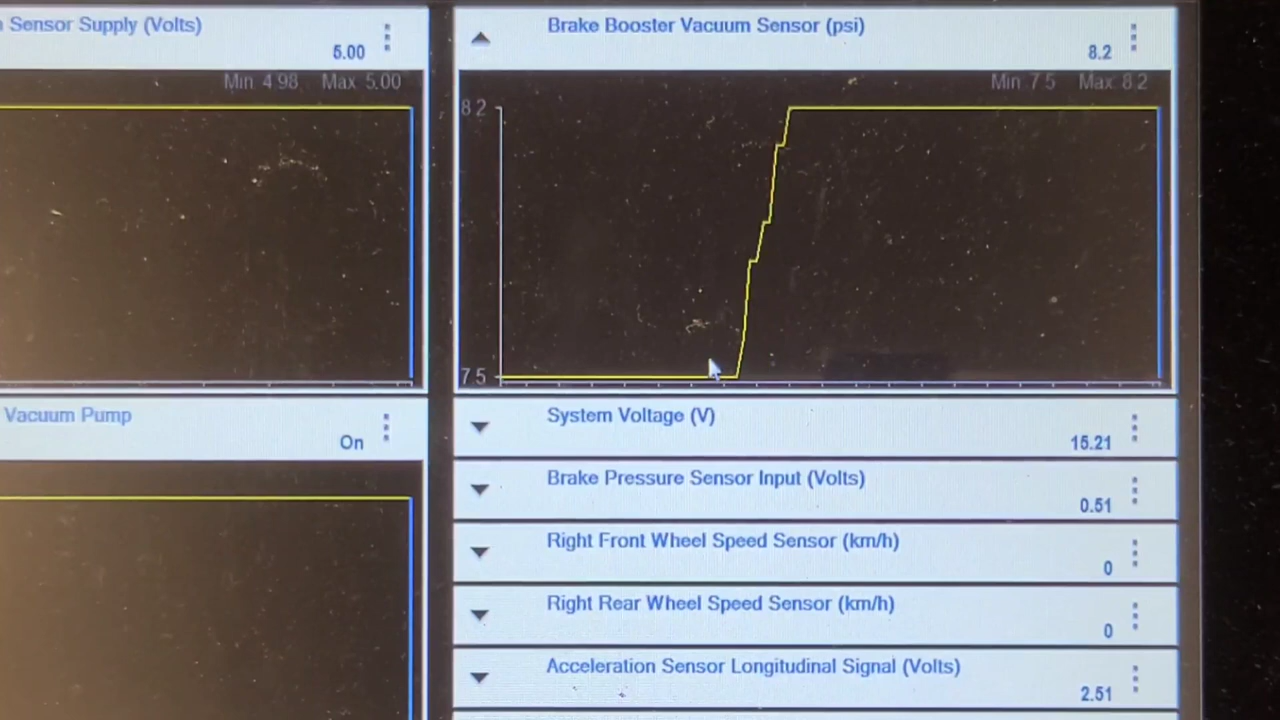 Sensor Supply (Volts)
5.00
Min 4.98 Max 5.00
Vacuum Pump
On
Brake Booster Vacuum Sensor (psi)
8.2
Min 7.5 Max 8.2
8.2
7.5
System Voltage (V)
15.21
Brake Pressure Sensor Input (Volts)
0.51
Right Front Wheel Speed Sensor (km/h)
0
Right Rear Wheel Speed Sensor (km/h)
0
Acceleration Sensor Longitudinal Signal (Volts)
2.51